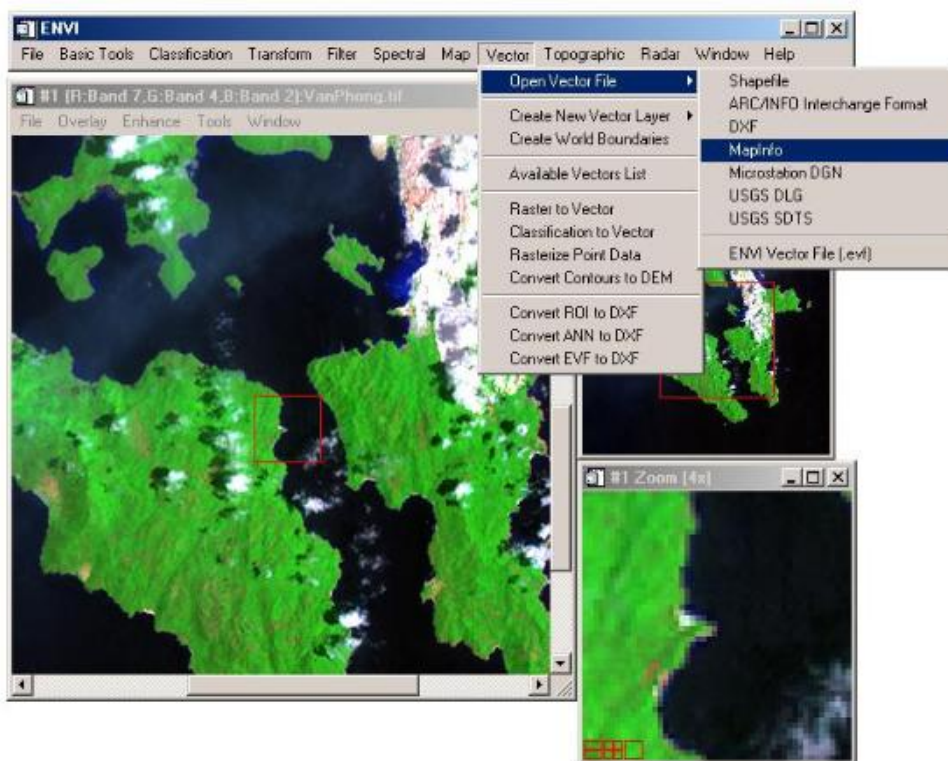 ENVI
File Basic Tools Classification Transform Filter Spectral Map Vector Topographic Radar Window Help
#1 (R:Band 7,G:Band 4,B:Band 2):VanPhong.tif
File Overlay Enhance Tools Window
Open Vector File
Create New Vector Layer
Create World Boundaries
Available Vectors List
Raster to Vector
Classification to Vector
Rasterize Point Data
Convert Contours to DEM
Convert ROI to DXF
Convert ANN to DXF
Convert EVF to DXF
Shapefile
ARC/INFO Interchange Format
DXF
MapInfo
Microstation DGN
USGS DLG
USGS SDTS
ENVI Vector File (.evf)
#1 Zoom [4x]